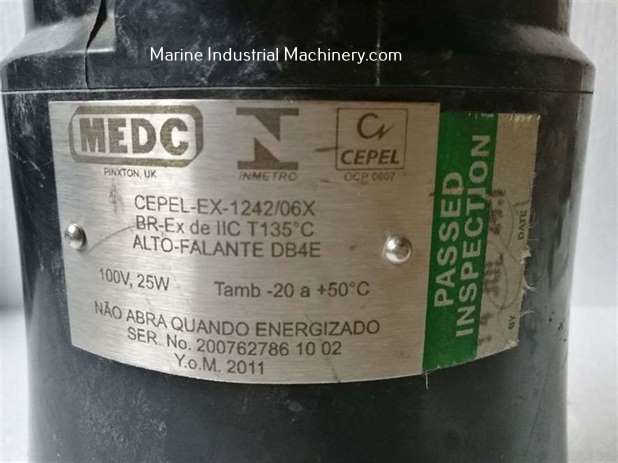 Marine Industrial Machinery.com
MEDC
PINXTON, UK
INMETRO
CEPEL
OCP 0007
CEPEL-EX-1242/06X
BR-Ex de IIC T135°C
ALTO-FALANTE DB4E
100V, 25W Tamb -20 a +50°C
NÃO ABRA QUANDO ENERGIZADO
SER. No. 200762786 10 02
Y.o.M. 2011
PASSED
INSPECTION
BY DATE